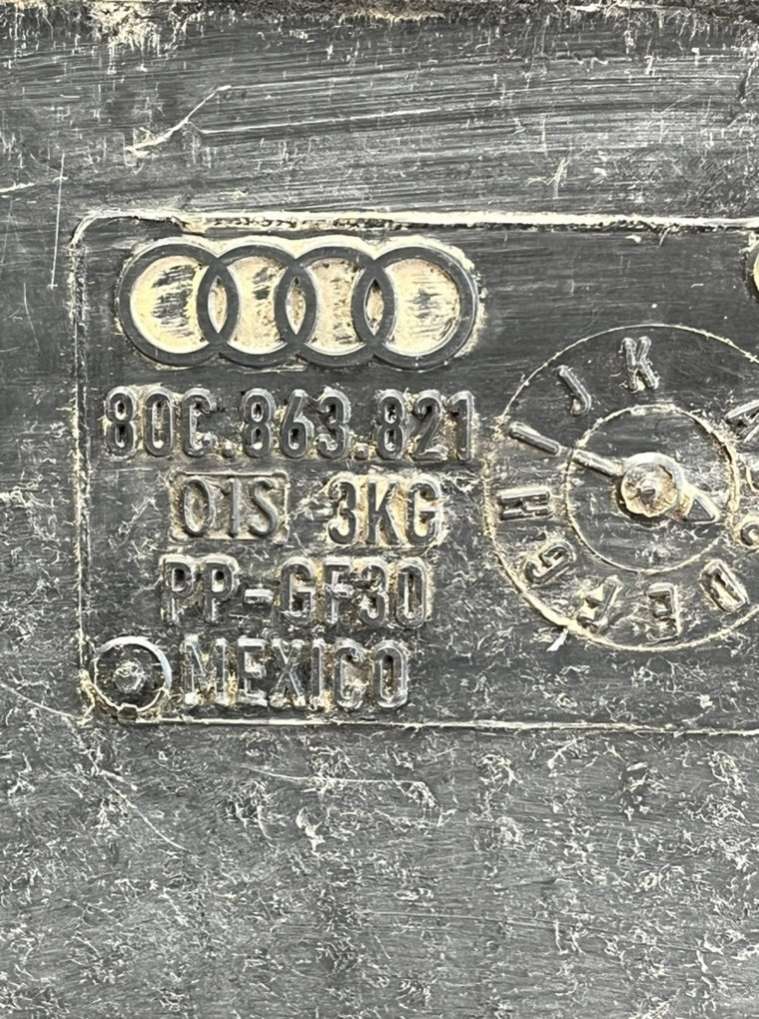 80C.863.821
01S 3KG
PP-GF30
MEXICO
A
D
E
F
G
H
I
J
K